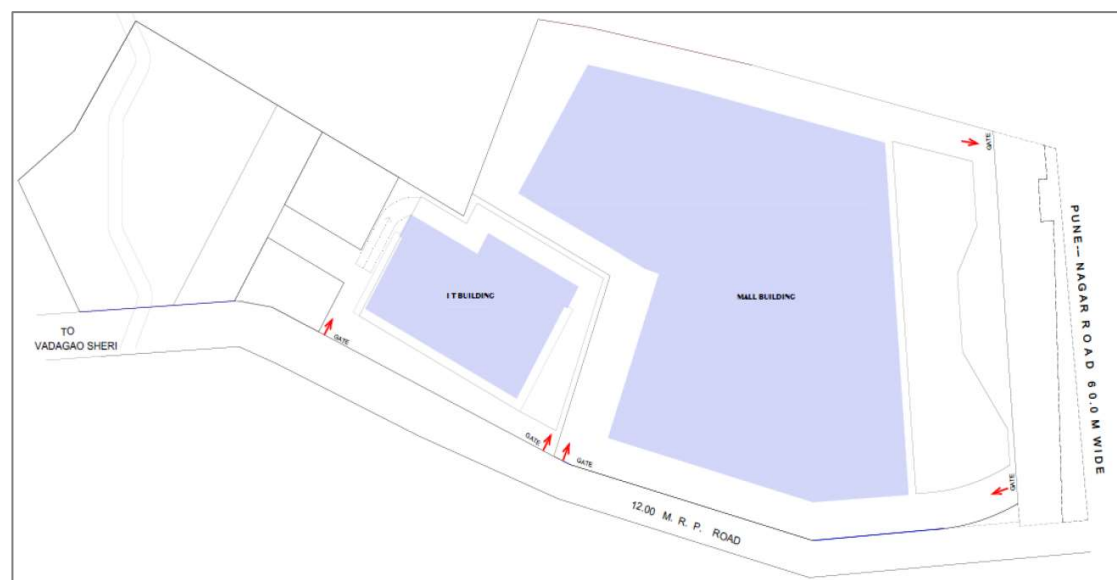 GATE
I T BUILDING
MALL BUILDING
PUNE--- NAGAR ROAD 60.0 M WIDE
TO
VADAGAO SHERI
GATE
GATE
GATE
GATE
12.00 M. R. P. ROAD